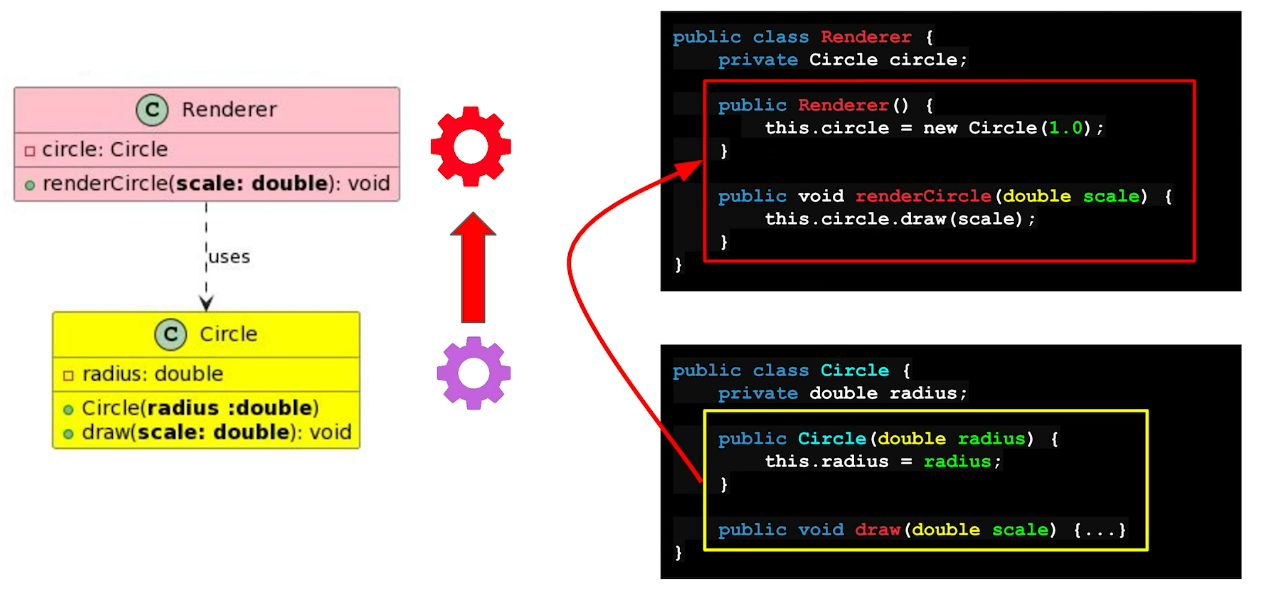 C Renderer
circle: Circle
renderCircle(scale: double): void
uses
C Circle
radius: double
Circle(radius :double)
draw(scale: double): void
public class Renderer {
    private Circle circle;
    public Renderer() {
        this.circle = new Circle(1.0);
    }
    public void renderCircle(double scale) {
        this.circle.draw(scale);
    }
}
public class Circle {
    private double radius;
    public Circle(double radius) {
        this.radius = radius;
    }
    public void draw(double scale) {...}
}